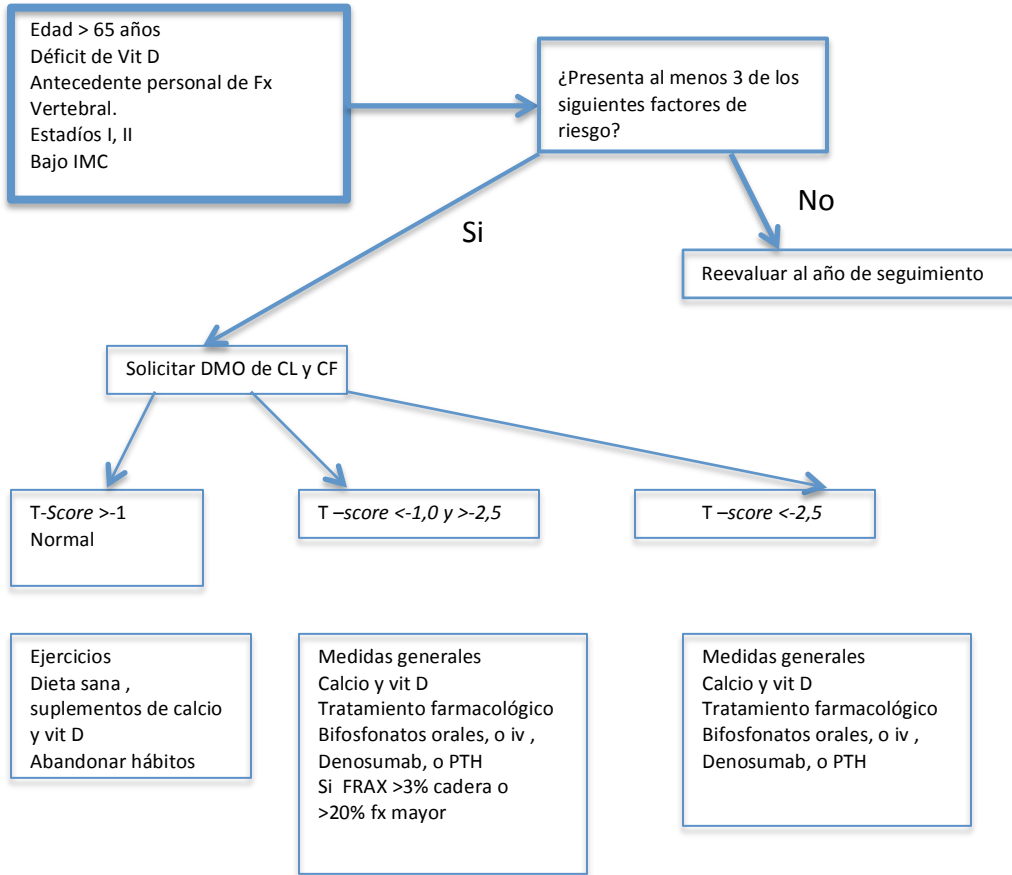 Edad > 65 años
Déficit de Vit D
Antecedente personal de Fx
Vertebral.
Estadíos I, II
Bajo IMC
¿Presenta al menos 3 de los
siguientes factores de
riesgo?
Si
No
Reevaluar al año de seguimiento
Solicitar DMO de CL y CF
T-Score >-1
Normal
T –score <-1,0 y >-2,5
T –score <-2,5
Ejercicios
Dieta sana ,
suplementos de calcio
y vit D
Abandonar hábitos
Medidas generales
Calcio y vit D
Tratamiento farmacológico
Bifosfonatos orales, o iv ,
Denosumab, o PTH
Si FRAX >3% cadera o
>20% fx mayor
Medidas generales
Calcio y vit D
Tratamiento farmacológico
Bifosfonatos orales, o iv ,
Denosumab, o PTH